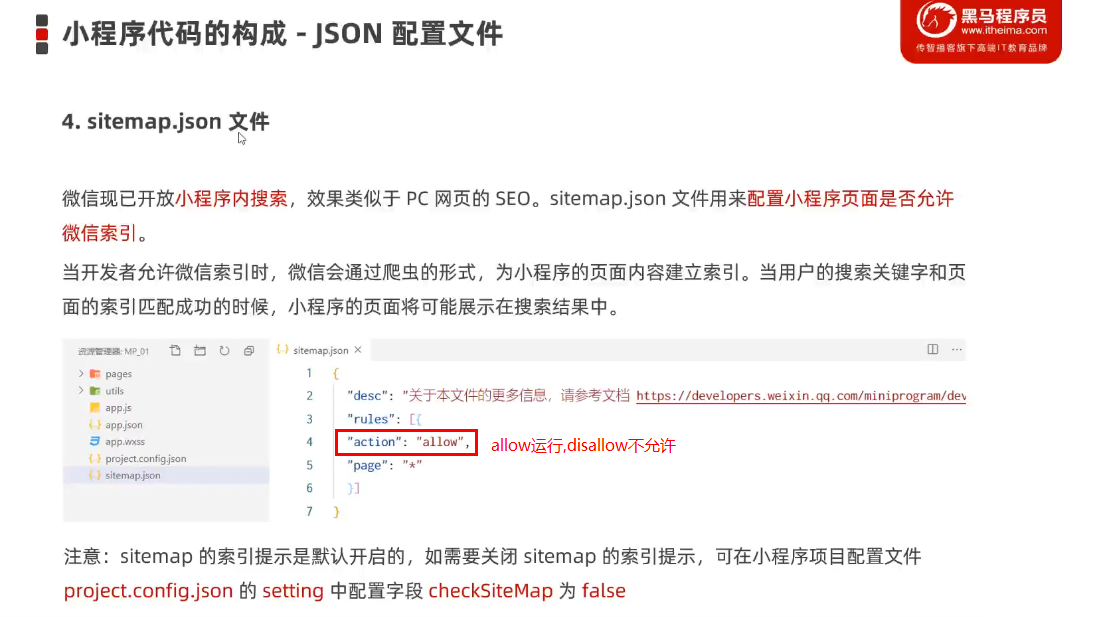 小程序代码的构成 - JSON 配置文件
黑马程序员
www.itheima.com
传智播客旗下高端IT教育品牌
4. sitemap.json 文件
微信现已开放小程序内搜索，效果类似于 PC 网页的 SEO。sitemap.json 文件用来配置小程序页面是否允许
微信索引。
当开发者允许微信索引时，微信会通过爬虫的形式，为小程序的页面内容建立索引。当用户的搜索关键字和页
面的索引匹配成功的时候，小程序的页面将可能展示在搜索结果中。
资源管理器: MP_01
pages
utils
app.js
{} app.json
app.wxss
{} project.config.json
{} sitemap.json
{} sitemap.json ×
1 {
2 "desc": "关于本文件的更多信息，请参考文档 https://developers.weixin.qq.com/miniprogram/dev
3 "rules": [{
4 "action": "allow", allow运行,disallow不允许
5 "page": "*"
6 }]
7 }
注意：sitemap 的索引提示是默认开启的，如需要关闭 sitemap 的索引提示，可在小程序项目配置文件
project.config.json 的 setting 中配置字段 checkSiteMap 为 false